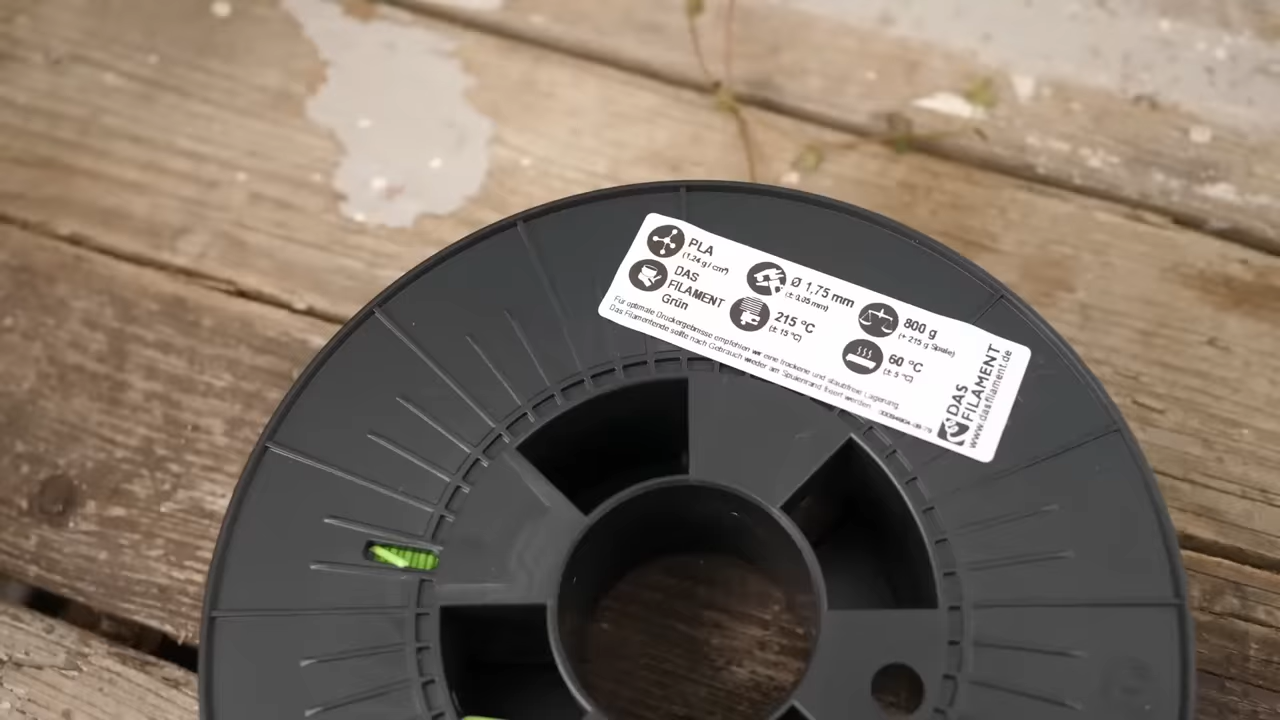 PLA
(1,24 g / cm³)
DAS
FILAMENT
Grün
Ø 1,75 mm
(± 0,05 mm)
215 °C
(± 15 °C)
800 g
(+ 215 g Spule)
60 °C
(± 5 °C)
Für optimale Druckergebnisse empfehlen wir eine trockene und staubfreie Lagerung.
Das Filamentende sollte nach Gebrauch wieder am Spulenrand fixiert werden.
DAS
FILAMENT
www.dasfilament.de